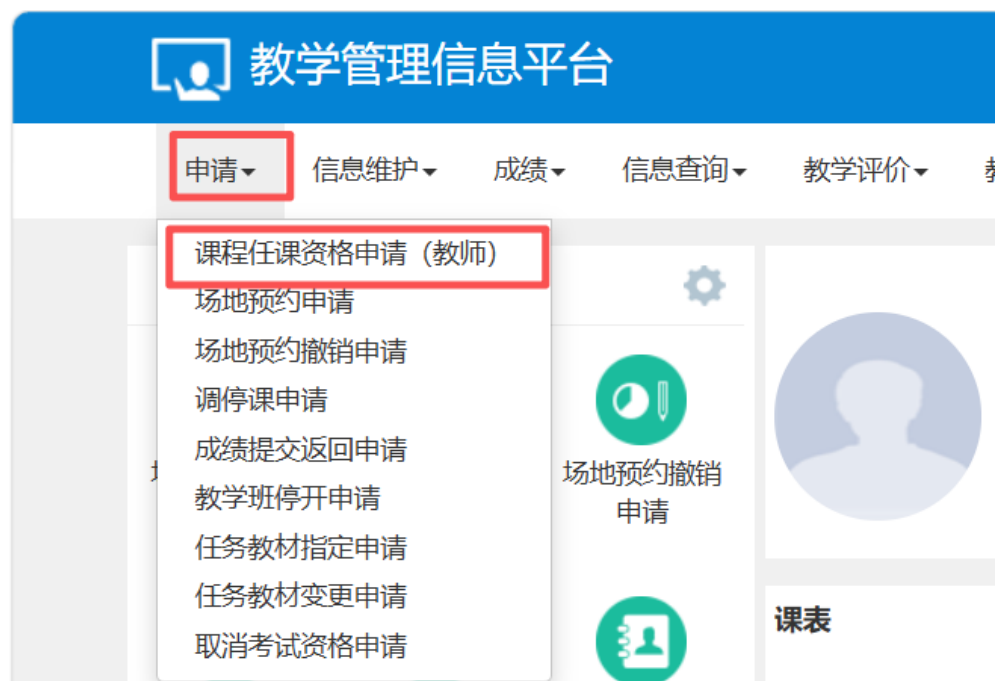 教学管理信息平台
申请 信息维护 成绩 信息查询 教学评价
课程任课资格申请（教师）
场地预约申请
场地预约撤销申请
调停课申请
成绩提交返回申请
教学班停开申请
任务教材指定申请
任务教材变更申请
取消考试资格申请
场地预约撤销
申请
课表